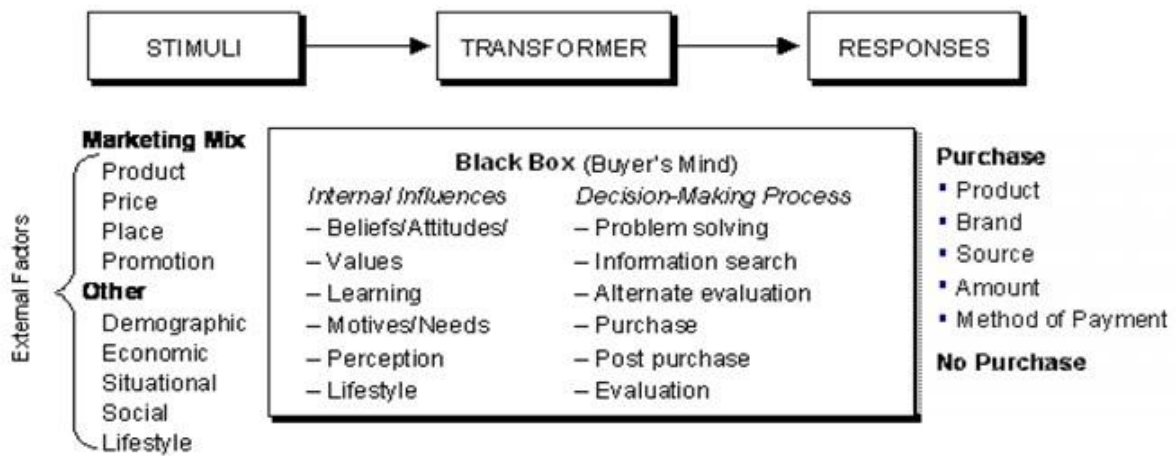 STIMULI
TRANSFORMER
RESPONSES
External Factors
Marketing Mix
Product
Price
Place
Promotion
Other
Demographic
Economic
Situational
Social
Lifestyle
Black Box (Buyer's Mind)
Internal Influences
– Beliefs/Attitudes/
– Values
– Learning
– Motives/Needs
– Perception
– Lifestyle
Decision-Making Process
– Problem solving
– Information search
– Alternate evaluation
– Purchase
– Post purchase
– Evaluation
Purchase
▪ Product
▪ Brand
▪ Source
▪ Amount
▪ Method of Payment
No Purchase